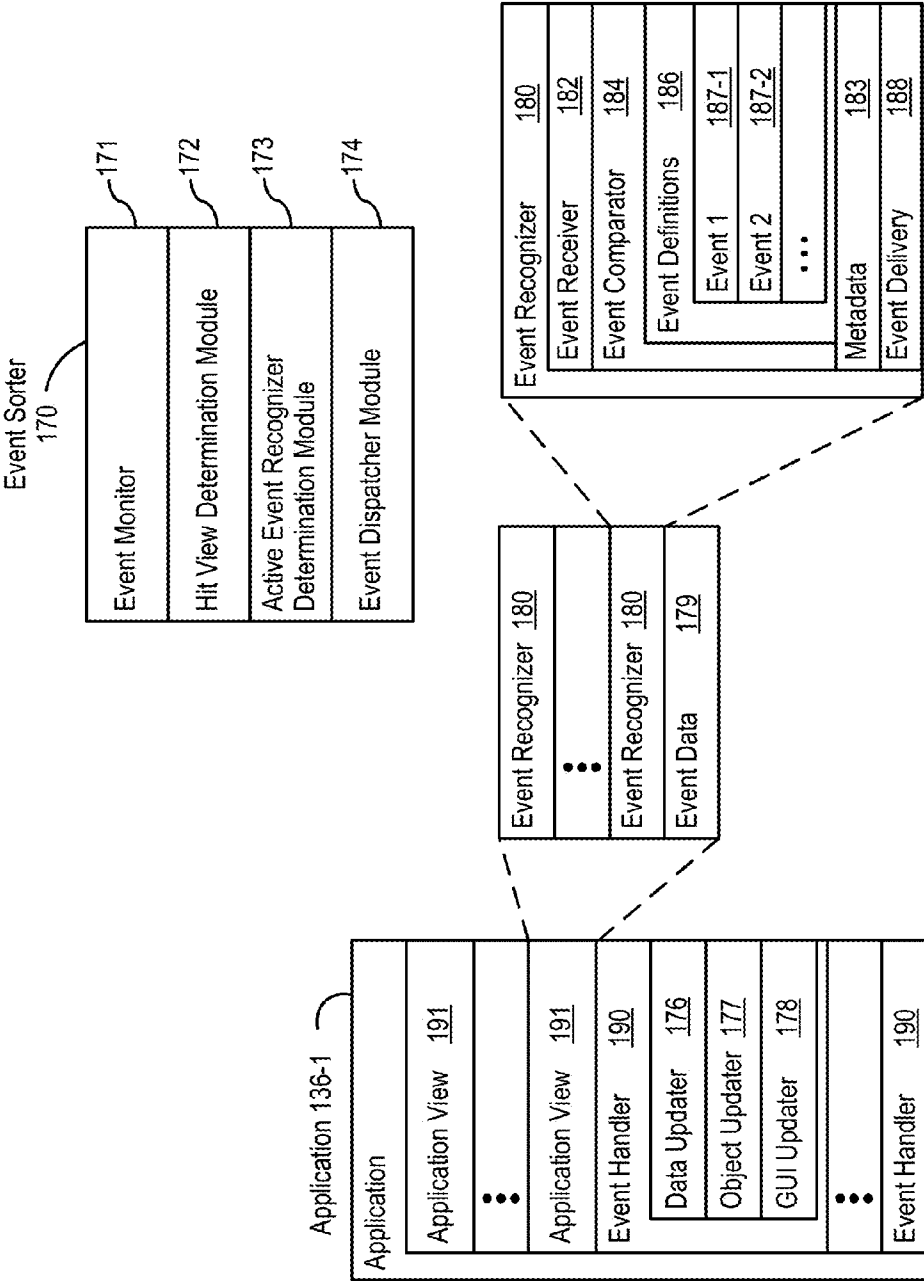 Event Sorter
170
Event Monitor
171
Hit View Determination Module
172
Active Event Recognizer
Determination Module
173
Event Dispatcher Module
174
Application 136-1
Application
Application View 191
•••
Application View 191
Event Handler 190
Data Updater 176
Object Updater 177
GUI Updater 178
•••
Event Handler 190
Event Recognizer 180
•••
Event Recognizer 180
Event Data 179
Event Recognizer 180
Event Receiver 182
Event Comparator 184
Event Definitions 186
Event 1 187-1
Event 2 187-2
•••
Metadata 183
Event Delivery 188